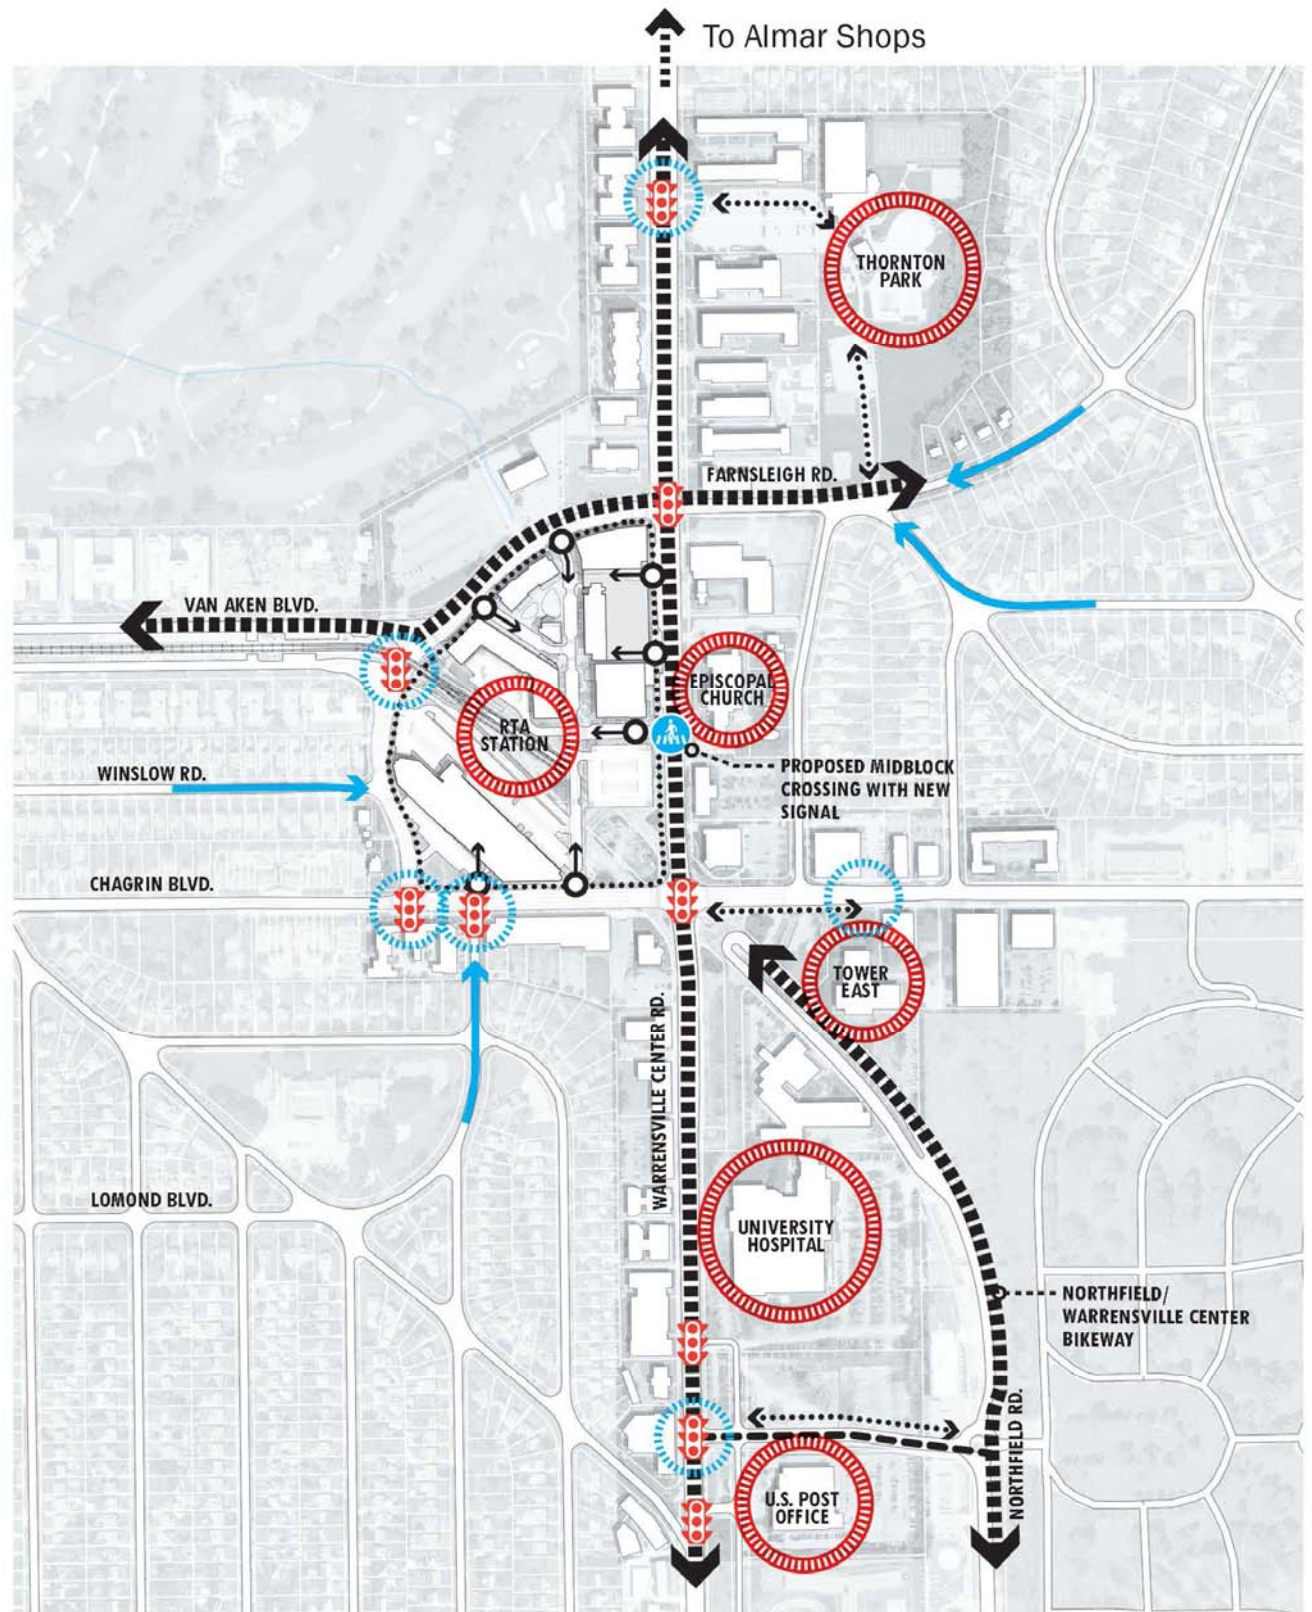 To Almar Shops
THORNTON
PARK
FARNSLEIGH RD.
VAN AKEN BLVD.
EPISCOPAL
CHURCH
RTA
STATION
WINSLOW RD.
PROPOSED MIDBLOCK
CROSSING WITH NEW
SIGNAL
CHAGRIN BLVD.
TOWER
EAST
WARRENSVILLE CENTER RD.
LOMOND BLVD.
UNIVERSITY
HOSPITAL
NORTHFIELD/
WARRENSVILLE CENTER
BIKEWAY
NORTHFIELD RD.
U.S. POST
OFFICE